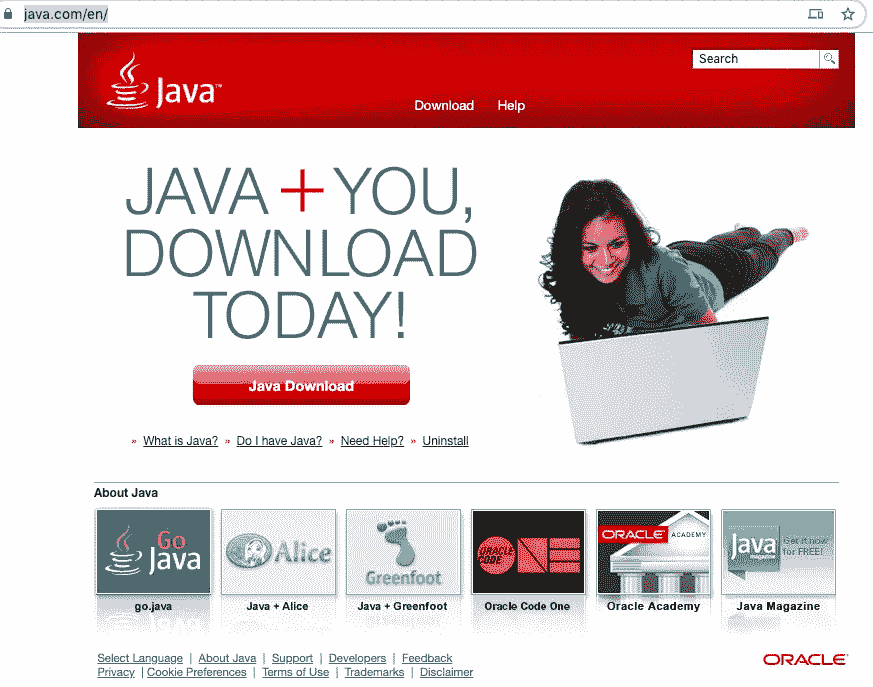 java.com/en/
Search
Java™
Download Help
JAVA + YOU,
DOWNLOAD
TODAY!
Java Download
» What is Java? » Do I have Java? » Need Help? » Uninstall
About Java
Go
Java
Alice
Greenfoot
ORACLE
CODE
ONE
ORACLE ACADEMY
Java
magazine
Get it now
for FREE!
go.java
Java + Alice
Java + Greenfoot
Oracle Code One
Oracle Academy
Java Magazine
Select Language | About Java | Support | Developers | Feedback
Privacy | Cookie Preferences | Terms of Use | Trademarks | Disclaimer
ORACLE®